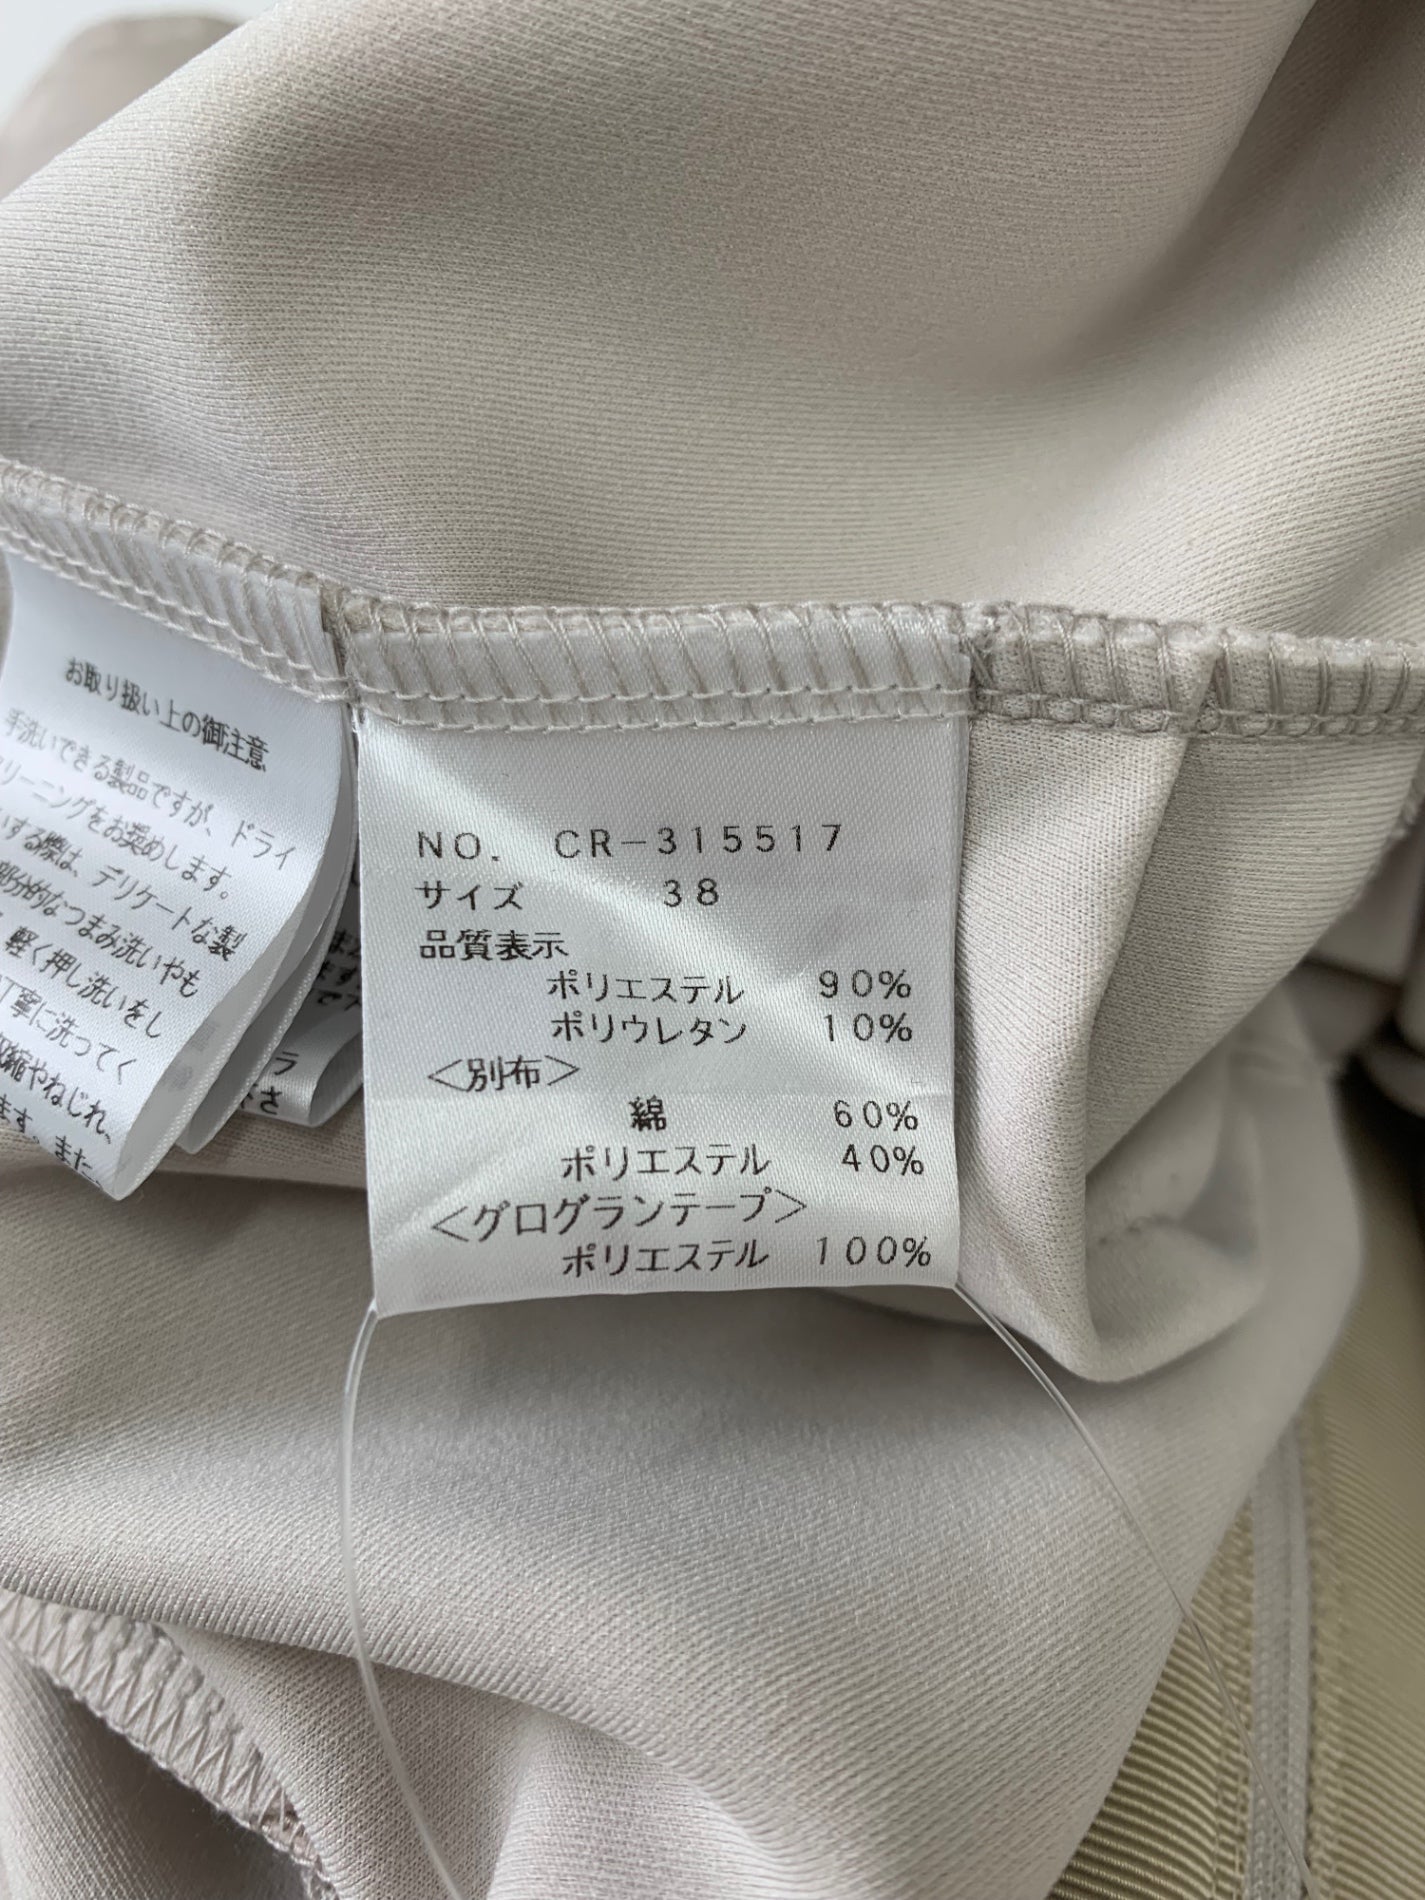 お取り扱い上の御注意
手洗いできる製品ですが、ドライ
クリーニングをお奨めします。
する際は、デリケートな製
部分的なつまみ洗いやも
軽く押し洗いをし
丁寧に洗ってく
縮やねじれ、
ます。また
NO. CR-315517
サイズ 38
品質表示
ポリエステル 90%
ポリウレタン 10%
<別布>
綿 60%
ポリエステル 40%
<グログランテープ>
ポリエステル 100%